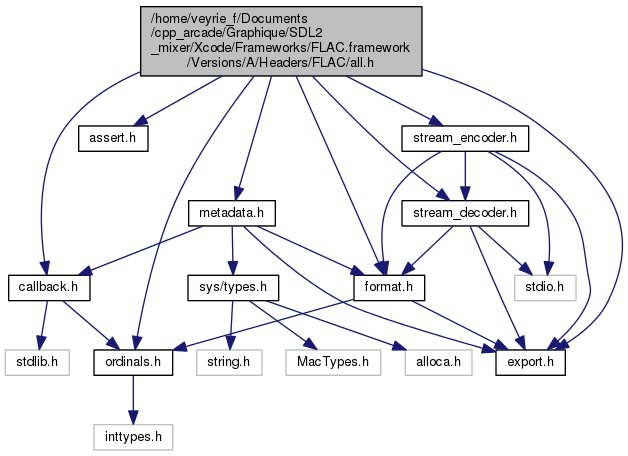 /home/veyrie_f/Documents
/cpp_arcade/Graphique/SDL2
_mixer/Xcode/Frameworks/FLAC.framework
/Versions/A/Headers/FLAC/all.h
assert.h
stream_encoder.h
metadata.h
stream_decoder.h
callback.h
sys/types.h
format.h
stdio.h
stdlib.h
ordinals.h
string.h
MacTypes.h
alloca.h
export.h
inttypes.h